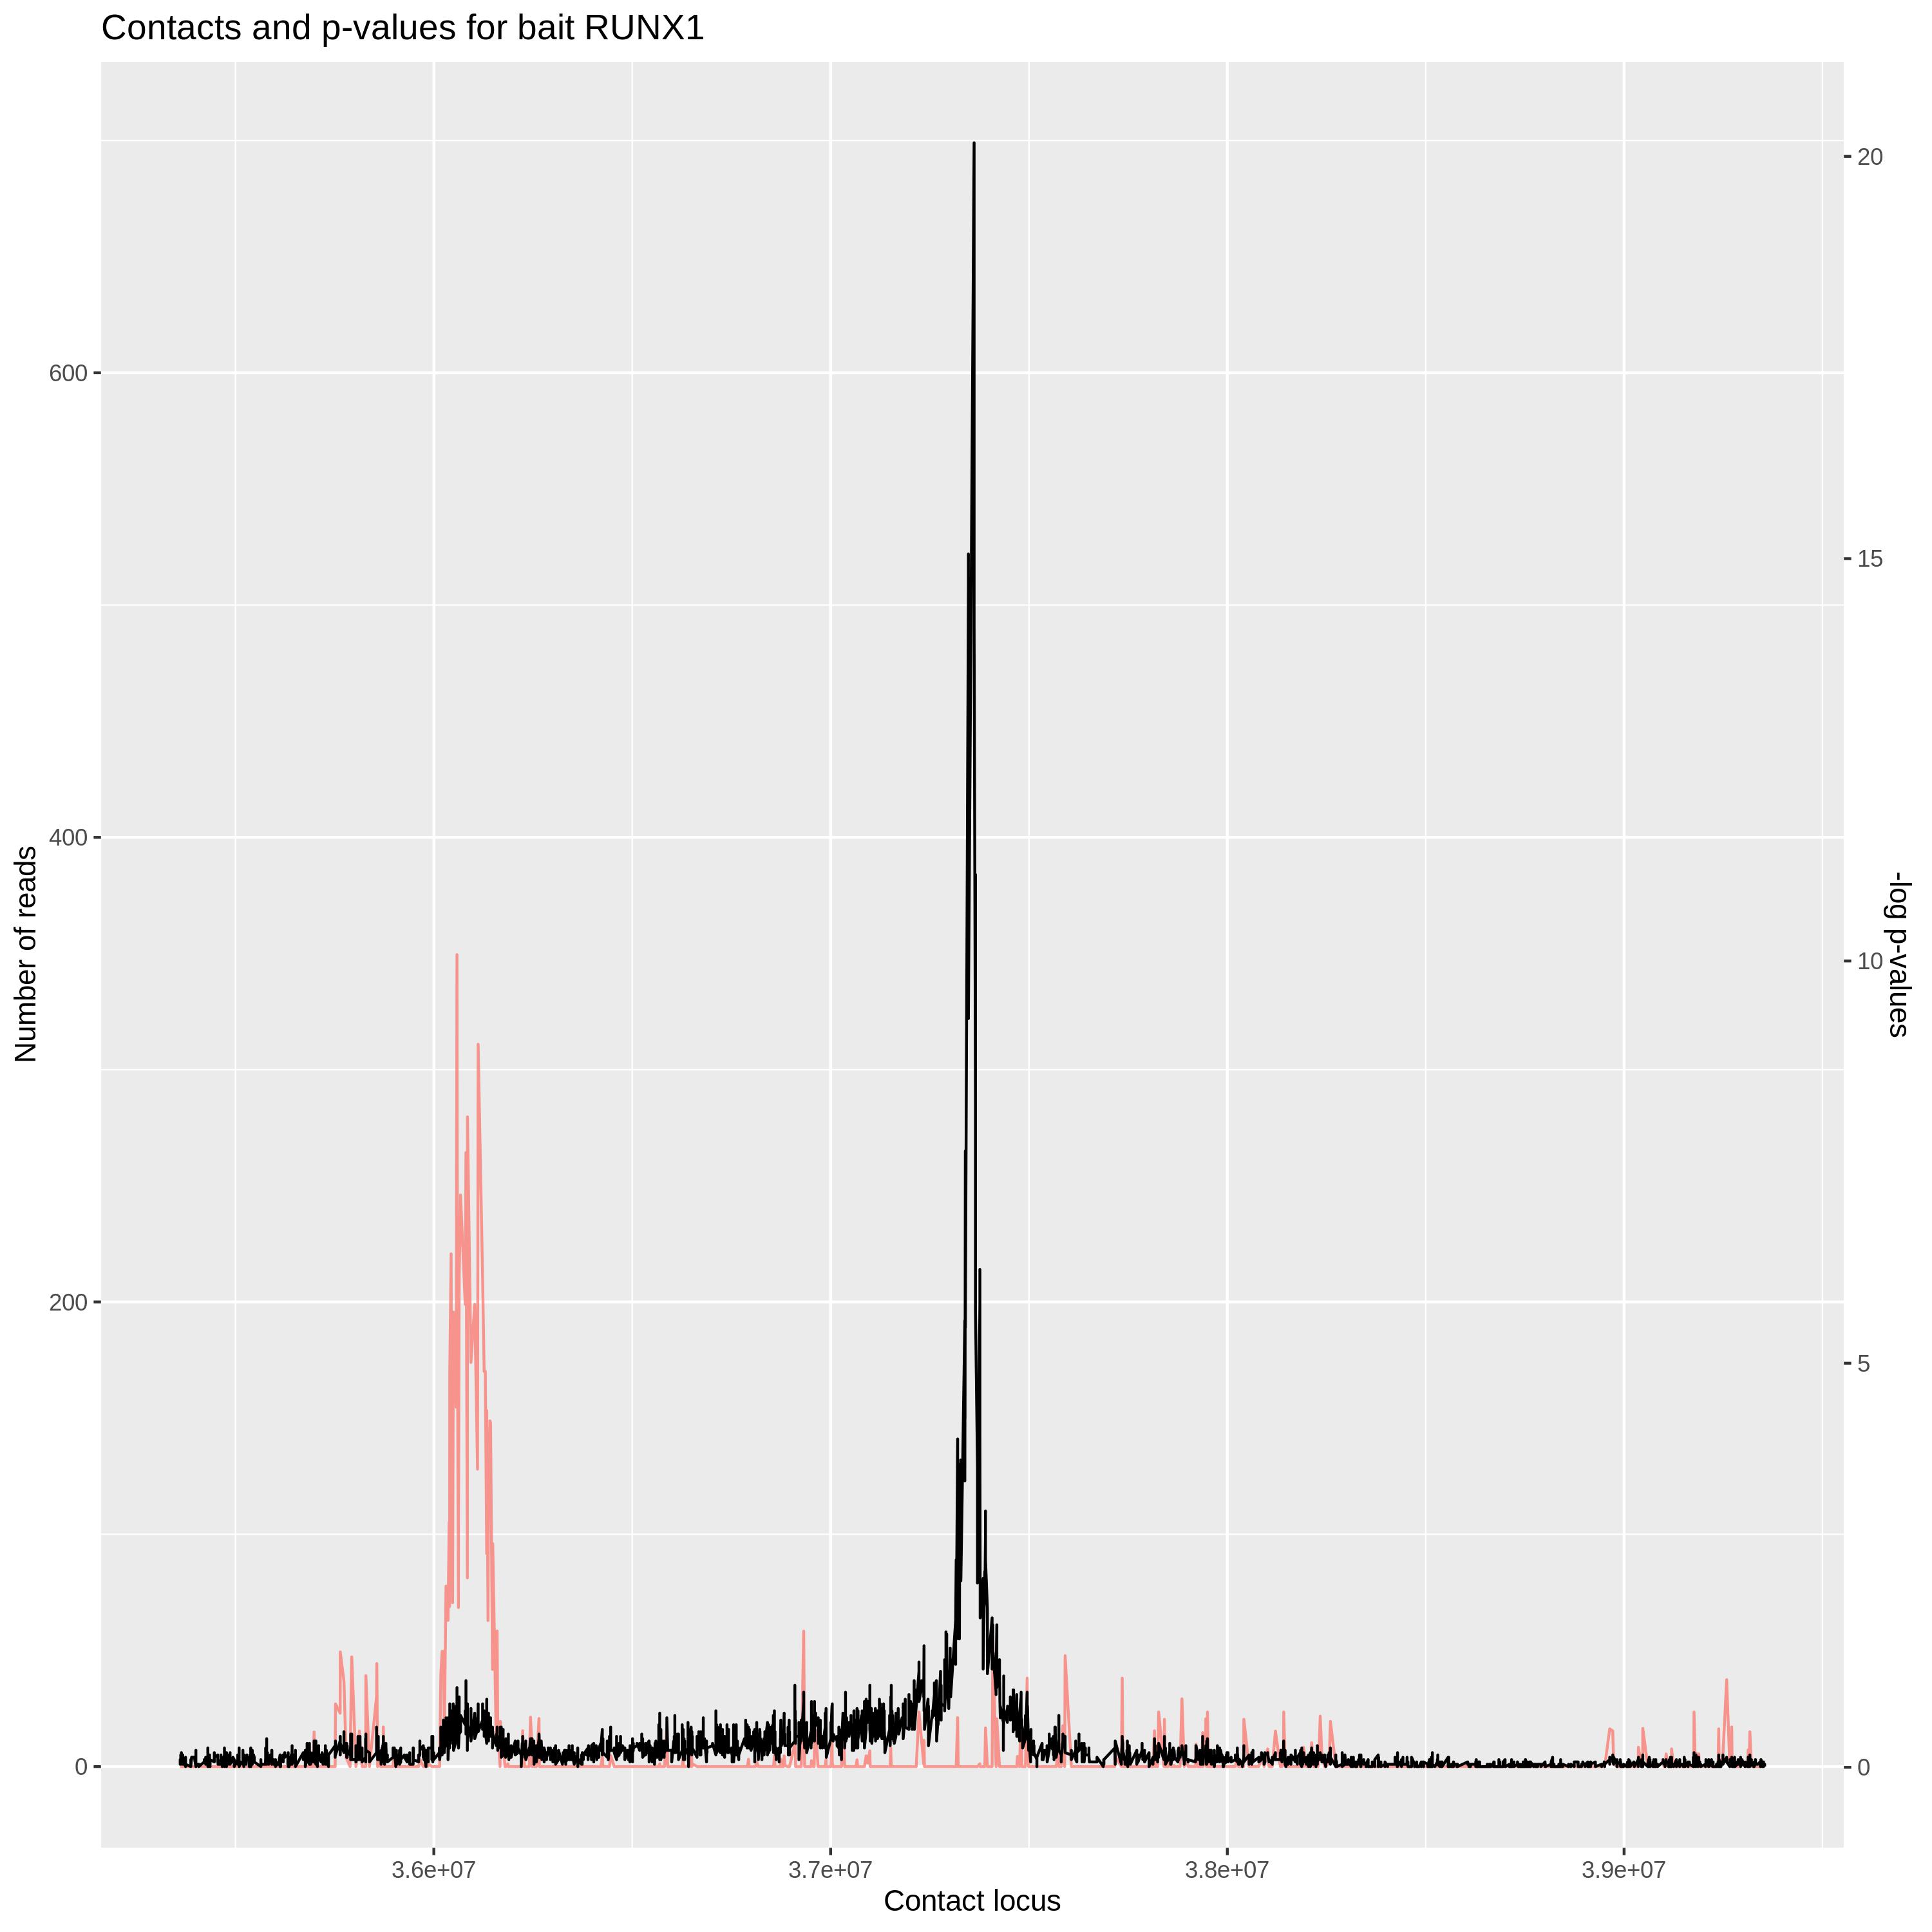 Contacts and p-values for bait RUNX1
Number of reads
600
400
200
0
20
15
10
5
0
-log p-values
3.6e+07
3.7e+07
3.8e+07
3.9e+07
Contact locus